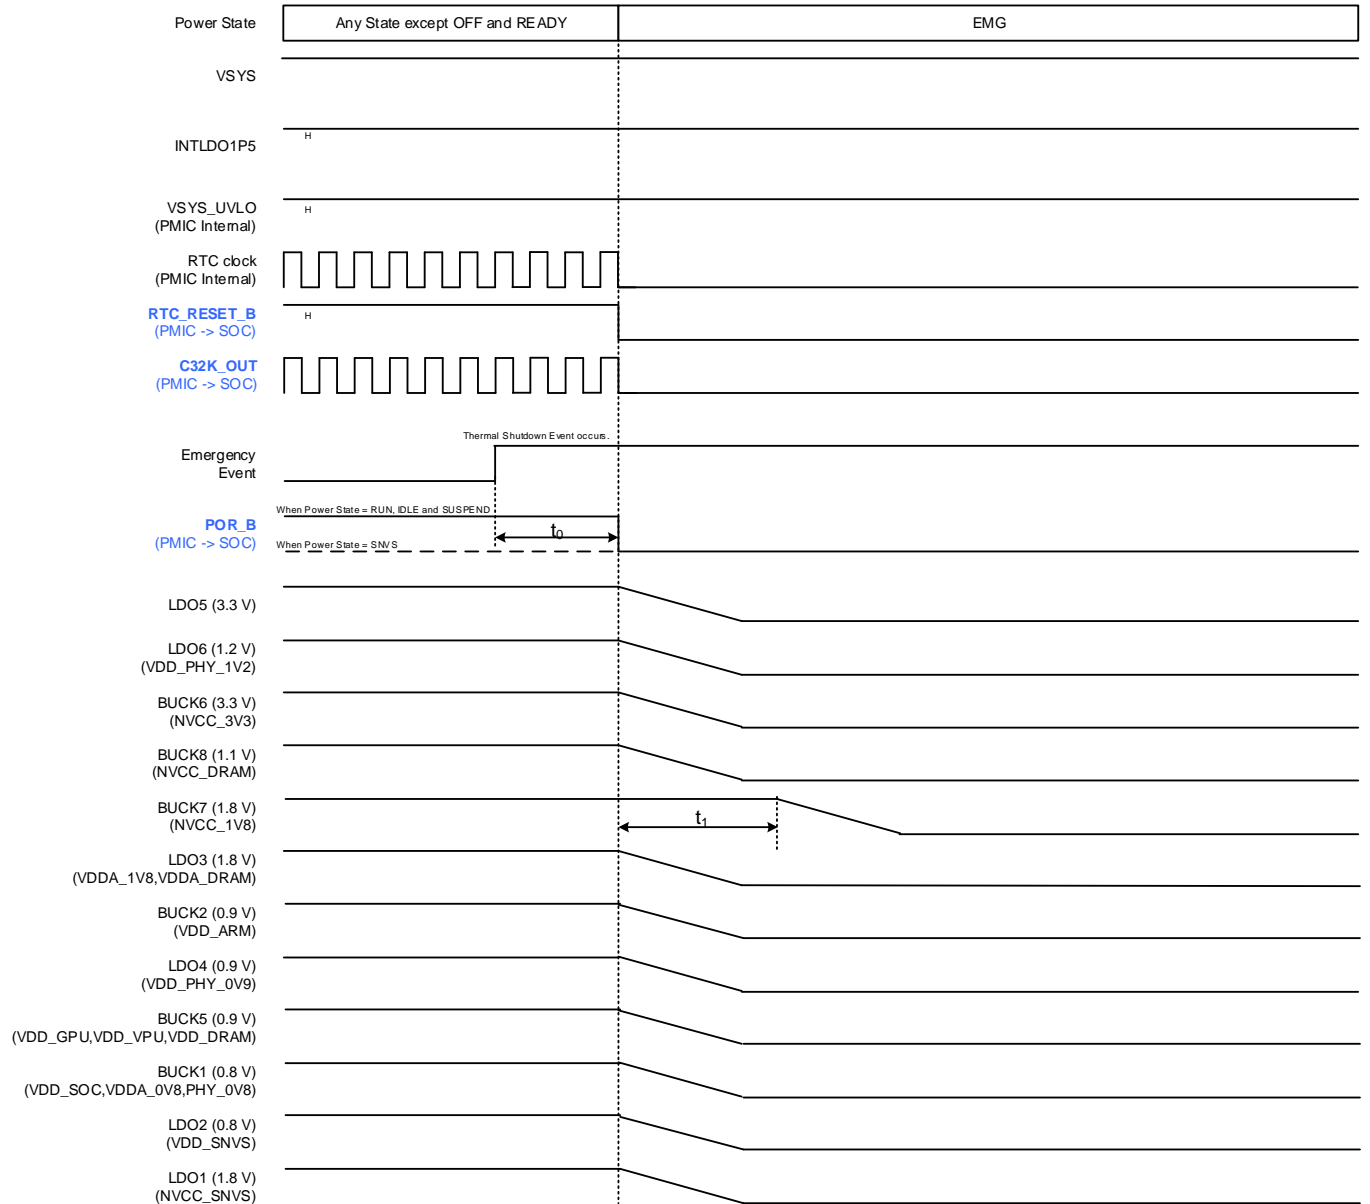 Power State
Any State except OFF and READY
EMG
VSYS
INTLDO1P5
H
VSYS_UVLO
(PMIC Internal)
H
RTC clock
(PMIC Internal)
RTC_RESET_B
(PMIC -> SOC)
H
C32K_OUT
(PMIC -> SOC)
Thermal Shutdown Event occurs.
Emergency
Event
When Power State = RUN, IDLE and SUSPEND
POR_B
(PMIC -> SOC)
t0
When Power State = SNVS
LDO5 (3.3 V)
LDO6 (1.2 V)
(VDD_PHY_1V2)
BUCK6 (3.3 V)
(NVCC_3V3)
BUCK8 (1.1 V)
(NVCC_DRAM)
BUCK7 (1.8 V)
(NVCC_1V8)
t1
LDO3 (1.8 V)
(VDDA_1V8,VDDA_DRAM)
BUCK2 (0.9 V)
(VDD_ARM)
LDO4 (0.9 V)
(VDD_PHY_0V9)
BUCK5 (0.9 V)
(VDD_GPU,VDD_VPU,VDD_DRAM)
BUCK1 (0.8 V)
(VDD_SOC,VDDA_0V8,PHY_0V8)
LDO2 (0.8 V)
(VDD_SNVS)
LDO1 (1.8 V)
(NVCC_SNVS)